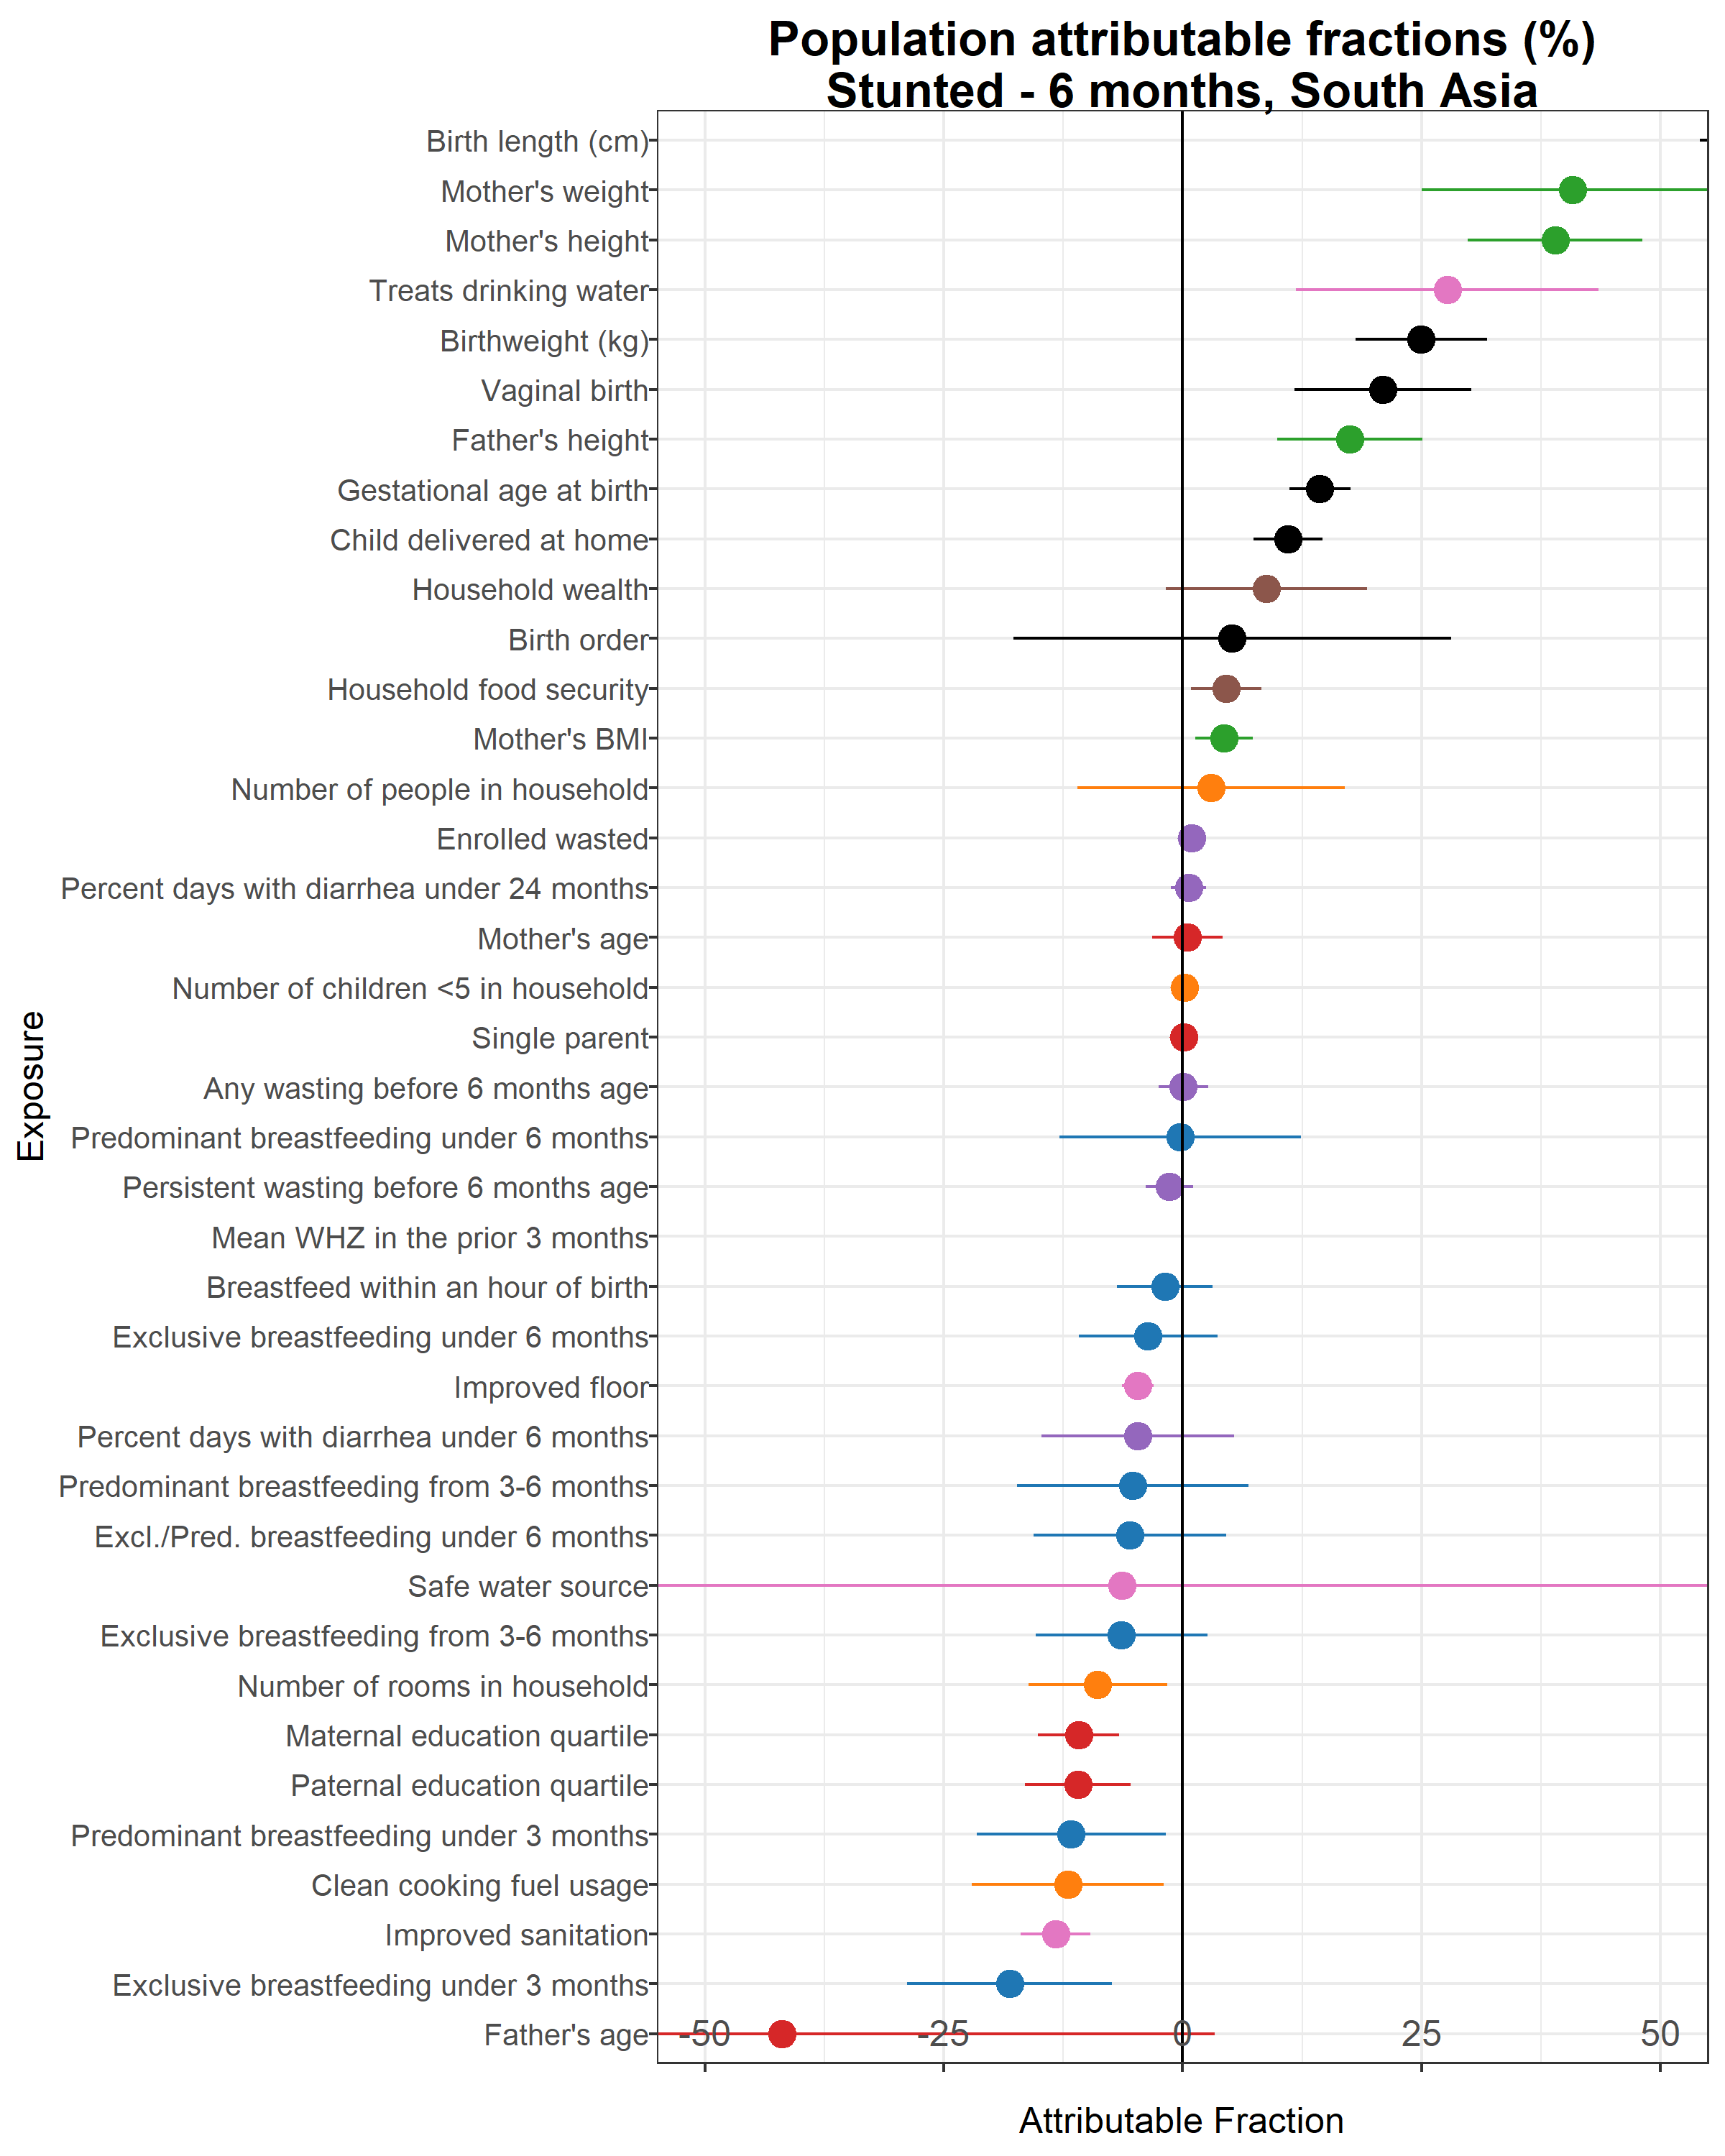 Population attributable fractions (%)
Stunted - 6 months, South Asia
Birth length (cm)
Mother's weight
Mother's height
Treats drinking water
Birthweight (kg)
Vaginal birth
Father's height
Gestational age at birth
Child delivered at home
Household wealth
Birth order
Household food security
Mother's BMI
Number of people in household
Enrolled wasted
Percent days with diarrhea under 24 months
Mother's age
Number of children <5 in household
Single parent
Any wasting before 6 months age
Predominant breastfeeding under 6 months
Persistent wasting before 6 months age
Mean WHZ in the prior 3 months
Breastfeed within an hour of birth
Exclusive breastfeeding under 6 months
Improved floor
Percent days with diarrhea under 6 months
Predominant breastfeeding from 3-6 months
Excl./Pred. breastfeeding under 6 months
Safe water source
Exclusive breastfeeding from 3-6 months
Number of rooms in household
Maternal education quartile
Paternal education quartile
Predominant breastfeeding under 3 months
Clean cooking fuel usage
Improved sanitation
Exclusive breastfeeding under 3 months
Father's age
Exposure
-50 -25 0 25 50
Attributable Fraction